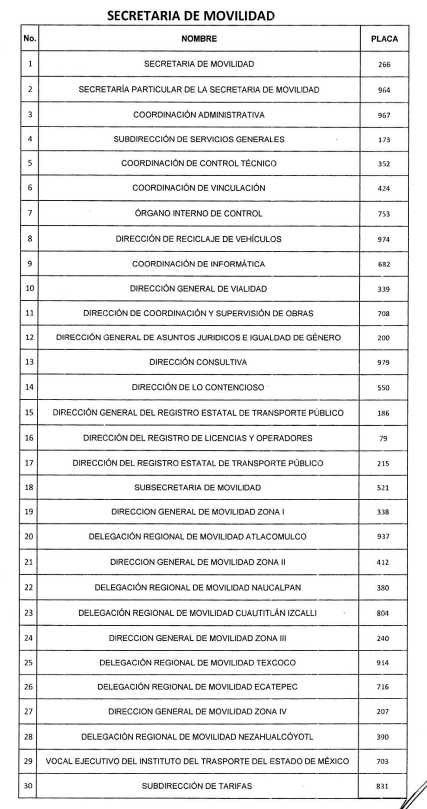 SECRETARIA DE MOVILIDAD
No. NOMBRE PLACA
1 SECRETARIA DE MOVILIDAD 266
2 SECRETARÍA PARTICULAR DE LA SECRETARIA DE MOVILIDAD 964
3 COORDINACIÓN ADMINISTRATIVA 967
4 SUBDIRECCIÓN DE SERVICIOS GENERALES 173
5 COORDINACIÓN DE CONTROL TÉCNICO 352
6 COORDINACIÓN DE VINCULACIÓN 424
7 ÓRGANO INTERNO DE CONTROL 753
8 DIRECCIÓN DE RECICLAJE DE VEHÍCULOS 974
9 COORDINACIÓN DE INFORMÁTICA 682
10 DIRECCIÓN GENERAL DE VIALIDAD 339
11 DIRECCIÓN DE COORDINACIÓN Y SUPERVISIÓN DE OBRAS 708
12 DIRECCIÓN GENERAL DE ASUNTOS JURIDICOS E IGUALDAD DE GÉNERO 200
13 DIRECCIÓN CONSULTIVA 979
14 DIRECCIÓN DE LO CONTENCIOSO 550
15 DIRECCIÓN GENERAL DEL REGISTRO ESTATAL DE TRANSPORTE PÚBLICO 186
16 DIRECCIÓN DEL REGISTRO DE LICENCIAS Y OPERADORES 79
17 DIRECCIÓN DEL REGISTRO ESTATAL DE TRANSPORTE PÚBLICO 215
18 SUBSECRETARIA DE MOVILIDAD 521
19 DIRECCION GENERAL DE MOVILIDAD ZONA I 338
20 DELEGACIÓN REGIONAL DE MOVILIDAD ATLACOMULCO 937
21 DIRECCION GENERAL DE MOVILIDAD ZONA II 412
22 DELEGACIÓN REGIONAL DE MOVILIDAD NAUCALPAN 380
23 DELEGACIÓN REGIONAL DE MOVILIDAD CUAUTITLÁN IZCALLI 804
24 DIRECCION GENERAL DE MOVILIDAD ZONA III 240
25 DELEGACIÓN REGIONAL DE MOVILIDAD TEXCOCO 914
26 DELEGACIÓN REGIONAL DE MOVILIDAD ECATEPEC 716
27 DIRECCION GENERAL DE MOVILIDAD ZONA IV 207
28 DELEGACIÓN REGIONAL DE MOVILIDAD NEZAHUALCÓYOTL 390
29 VOCAL EJECUTIVO DEL INSTITUTO DEL TRASPORTE DEL ESTADO DE MÉXICO 703
30 SUBDIRECCIÓN DE TARIFAS 831